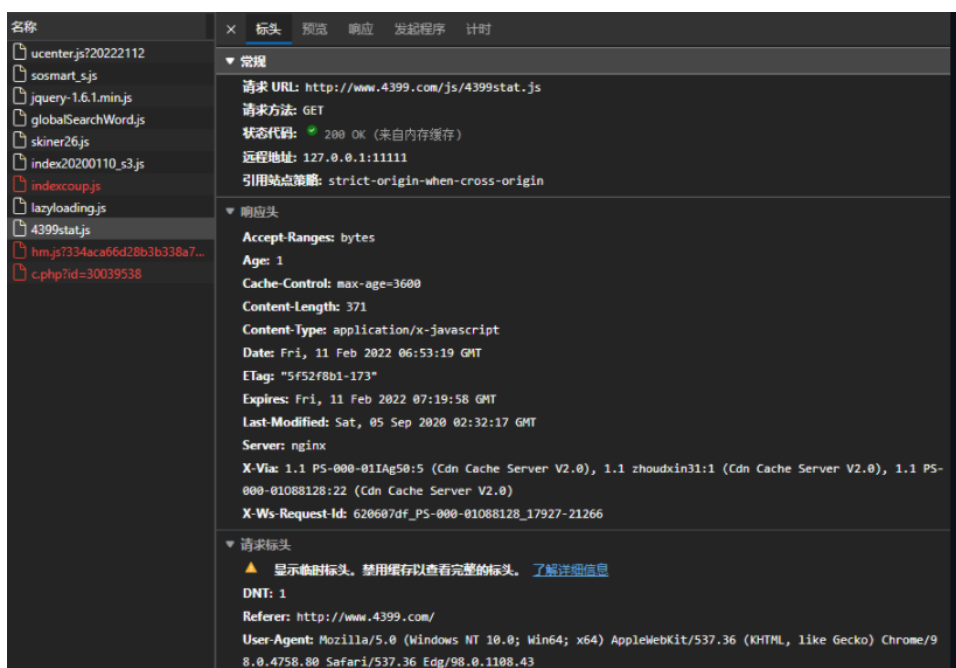 名称
ucenter.js?20222112
sosmart_s.js
jquery-1.6.1.min.js
globalSearchWord.js
skiner26.js
index20200110_s3.js
indexcoup.js
lazyloading.js
4399stat.js
hm.js?334aca66d28b3b338a7...
c.php?id=30039538
× 标头 预览 响应 发起程序 计时
▼ 常规
请求 URL: http://www.4399.com/js/4399stat.js
请求方法: GET
状态代码: 200 OK (来自内存缓存)
远程地址: 127.0.0.1:11111
引用站点策略: strict-origin-when-cross-origin
▼ 响应头
Accept-Ranges: bytes
Age: 1
Cache-Control: max-age=3600
Content-Length: 371
Content-Type: application/x-javascript
Date: Fri, 11 Feb 2022 06:53:19 GMT
ETag: "5f52f8b1-173"
Expires: Fri, 11 Feb 2022 07:19:58 GMT
Last-Modified: Sat, 05 Sep 2020 02:32:17 GMT
Server: nginx
X-Via: 1.1 PS-000-01IAg50:5 (Cdn Cache Server V2.0), 1.1 zhoudxin31:1 (Cdn Cache Server V2.0), 1.1 PS-
000-01O88128:22 (Cdn Cache Server V2.0)
X-Ws-Request-Id: 620607df_PS-000-01O88128_17927-21266
▼ 请求标头
显示临时标头。禁用缓存以查看完整的标头。 了解详细信息
DNT: 1
Referer: http://www.4399.com/
User-Agent: Mozilla/5.0 (Windows NT 10.0; Win64; x64) AppleWebKit/537.36 (KHTML, like Gecko) Chrome/9
8.0.4758.80 Safari/537.36 Edg/98.0.1108.43